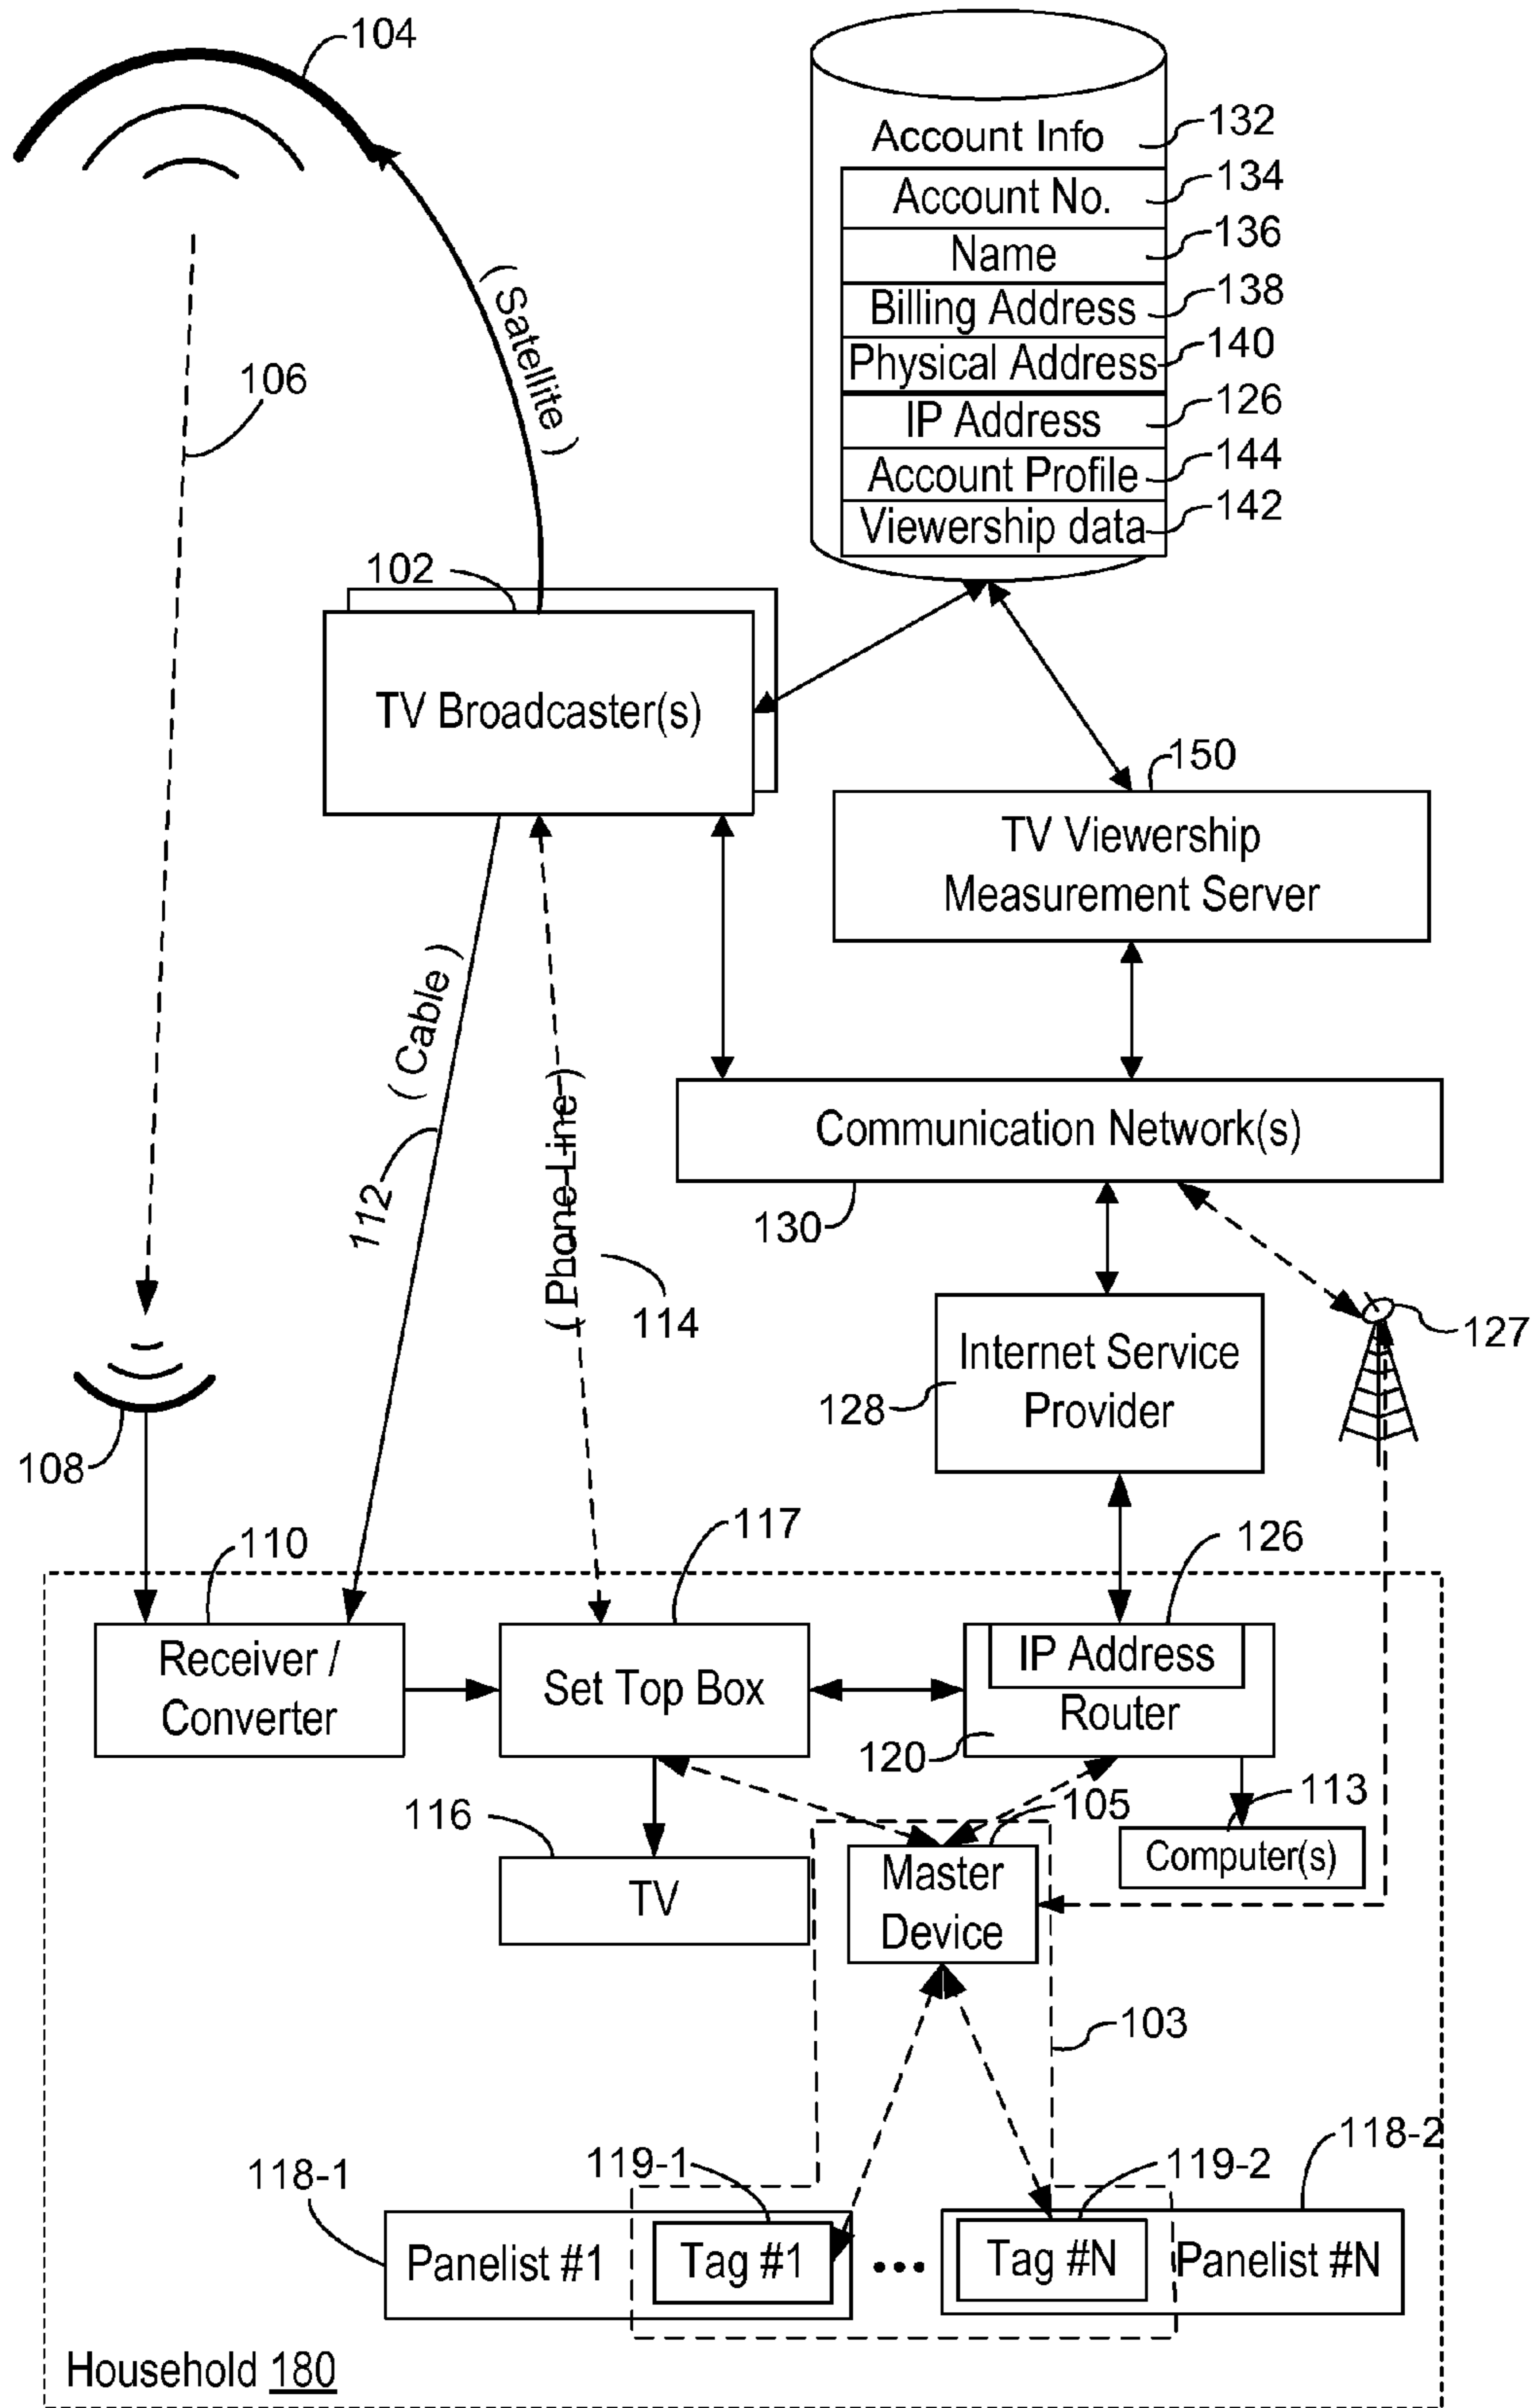 104
Account Info
132
Account No.
134
Name
136
Billing Address
138
Physical Address
140
IP Address
126
Account Profile
144
Viewership data
142
( Satellite )
106
102
TV Broadcaster(s)
150
TV Viewership
Measurement Server
( Cable )
112
( Phone Line )
114
Communication Network(s)
130
127
Internet Service
Provider
128
108
110
117
126
Receiver /
Converter
Set Top Box
IP Address
Router
120
113
105
116
Computer(s)
TV
Master
Device
103
118-1
119-1
119-2
118-2
Panelist #1
Tag #1
•••
Tag #N
Panelist #N
Household 180